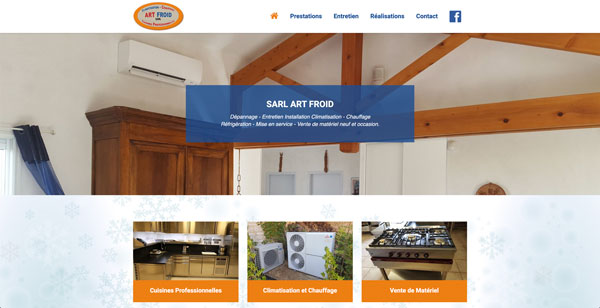 ART FROID
Prestations Entretien Réalisations Contact
SARL ART FROID
Dépannage - Entretien Installation Climatisation - Chauffage
Réfrigération - Mise en service - Vente de matériel neuf et occasion.
Cuisines Professionnelles Climatisation et Chauffage Vente de Matériel